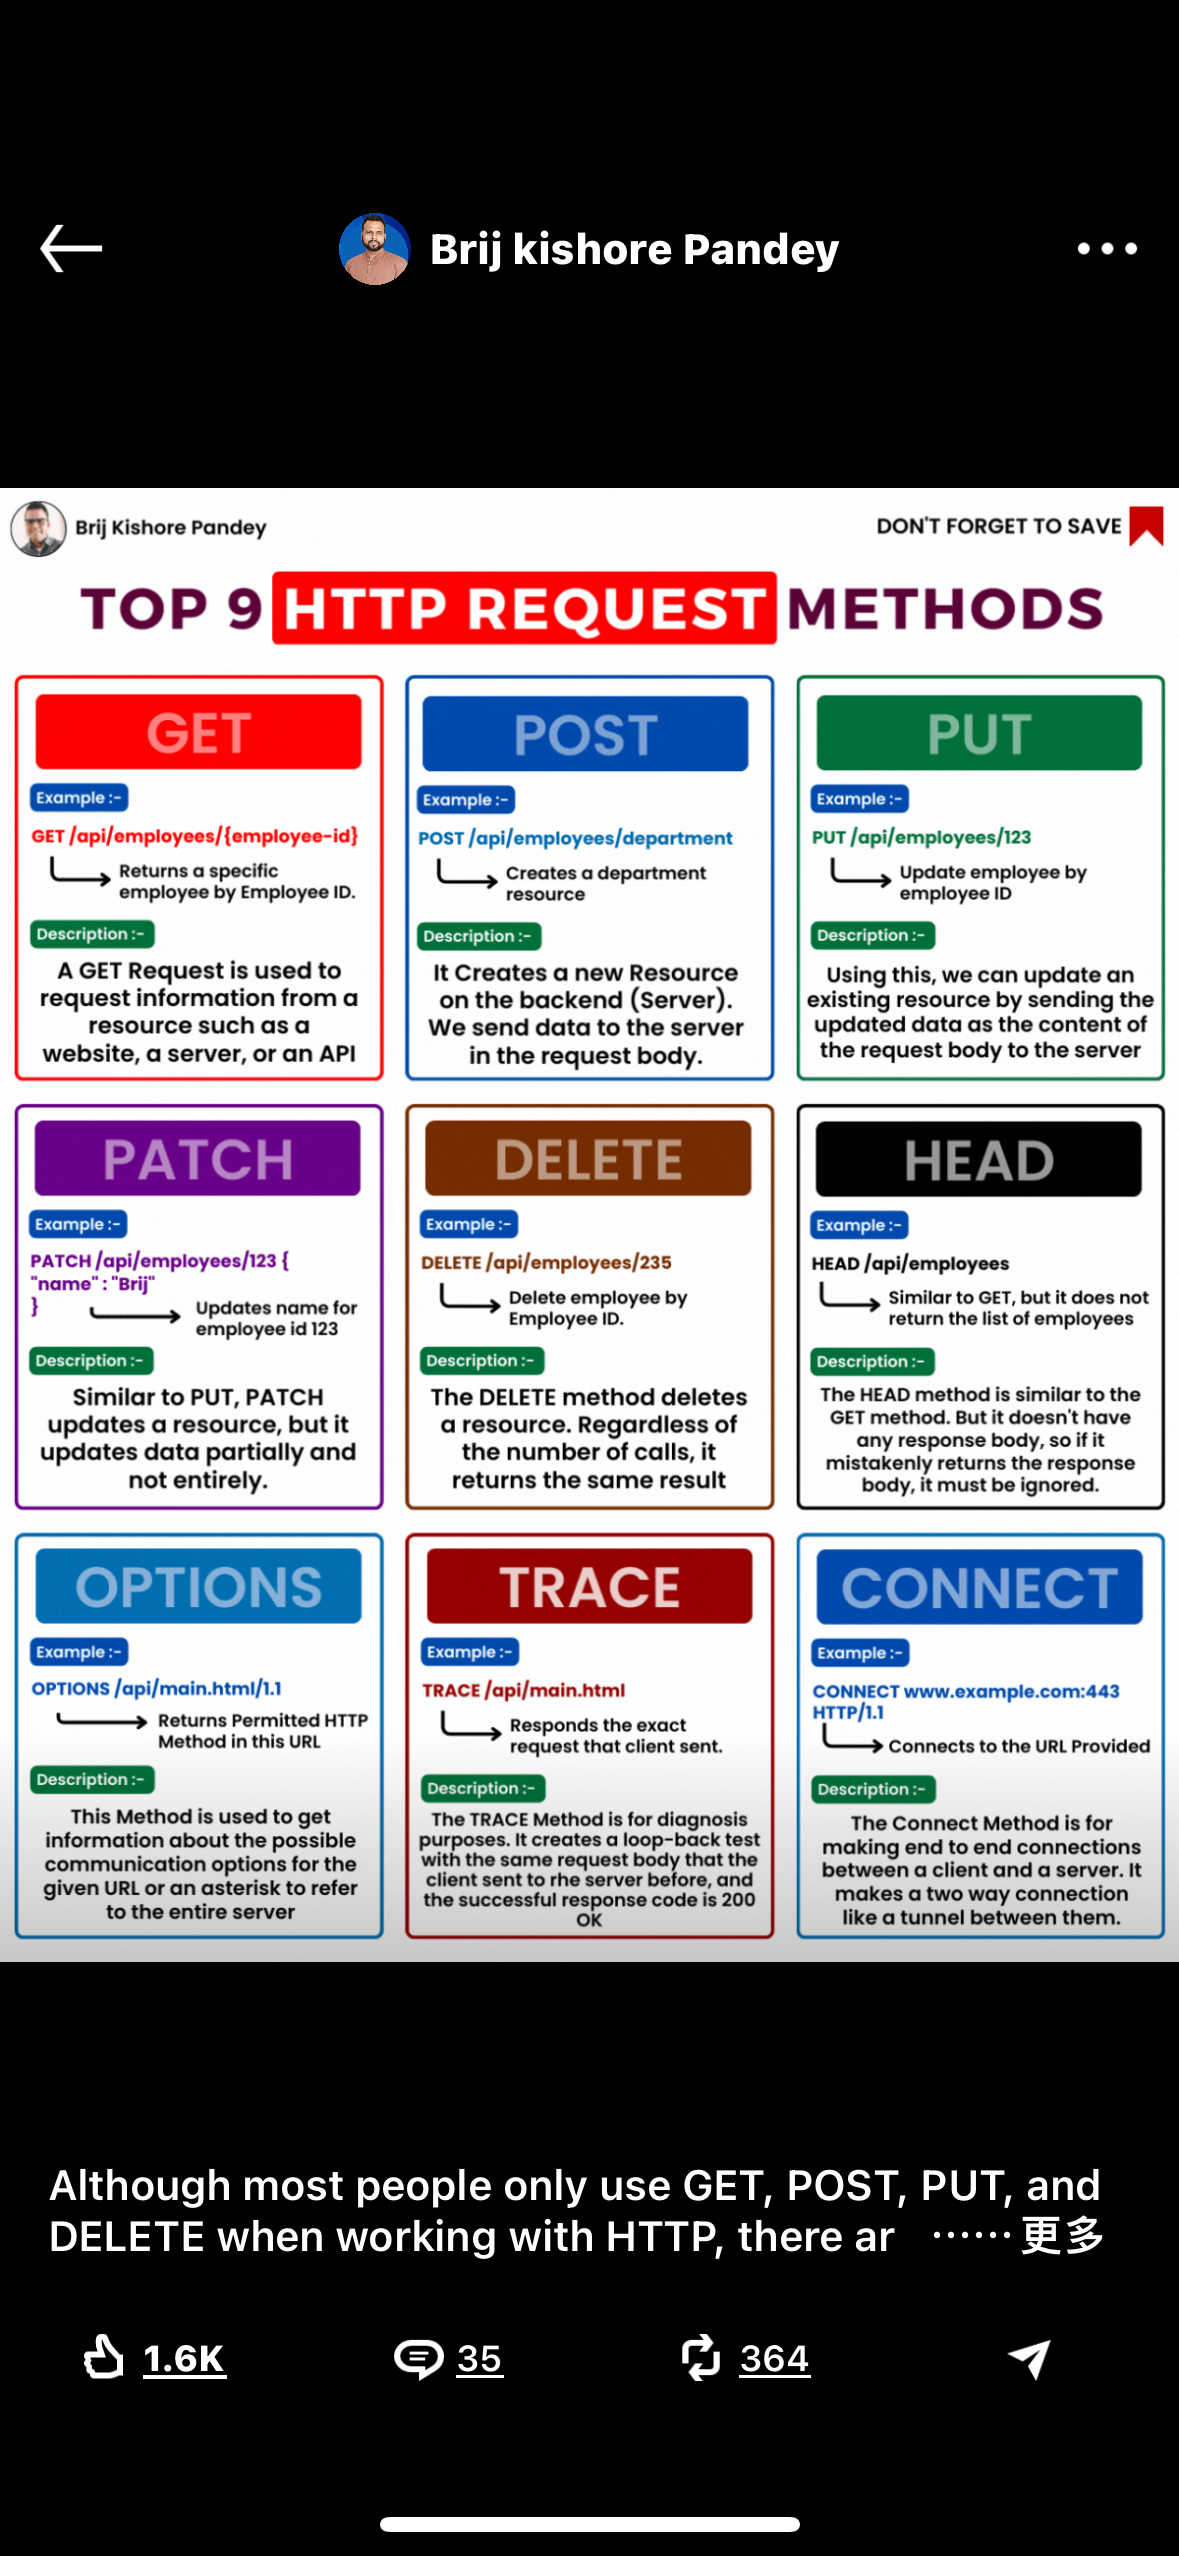 Brij kishore Pandey
Brij Kishore Pandey
DON'T FORGET TO SAVE
TOP 9 HTTP REQUEST METHODS
GET
Example :-
GET /api/employees/{employee-id}
Returns a specific
employee by Employee ID.
Description :-
A GET Request is used to
request information from a
resource such as a
website, a server, or an API
POST
Example :-
POST /api/employees/department
Creates a department
resource
Description :-
It Creates a new Resource
on the backend (Server).
We send data to the server
in the request body.
PUT
Example :-
PUT /api/employees/123
Update employee by
employee ID
Description :-
Using this, we can update an
existing resource by sending the
updated data as the content of
the request body to the server
PATCH
Example :-
PATCH /api/employees/123 {
"name" : "Brij"
}
Updates name for
employee id 123
Description :-
Similar to PUT, PATCH
updates a resource, but it
updates data partially and
not entirely.
DELETE
Example :-
DELETE /api/employees/235
Delete employee by
Employee ID.
Description :-
The DELETE method deletes
a resource. Regardless of
the number of calls, it
returns the same result
HEAD
Example :-
HEAD /api/employees
Similar to GET, but it does not
return the list of employees
Description :-
The HEAD method is similar to the
GET method. But it doesn't have
any response body, so if it
mistakenly returns the response
body, it must be ignored.
OPTIONS
Example :-
OPTIONS /api/main.html/1.1
Returns Permitted HTTP
Method in this URL
Description :-
This Method is used to get
information about the possible
communication options for the
given URL or an asterisk to refer
to the entire server
TRACE
Example :-
TRACE /api/main.html
Responds the exact
request that client sent.
Description :-
The TRACE Method is for diagnosis
purposes. It creates a loop-back test
with the same request body that the
client sent to rhe server before, and
the successful response code is 200
OK
CONNECT
Example :-
CONNECT www.example.com:443
HTTP/1.1
Connects to the URL Provided
Description :-
The Connect Method is for
making end to end connections
between a client and a server. It
makes a two way connection
like a tunnel between them.
Although most people only use GET, POST, PUT, and
DELETE when working with HTTP, there ar ……更多
1.6K
35
364